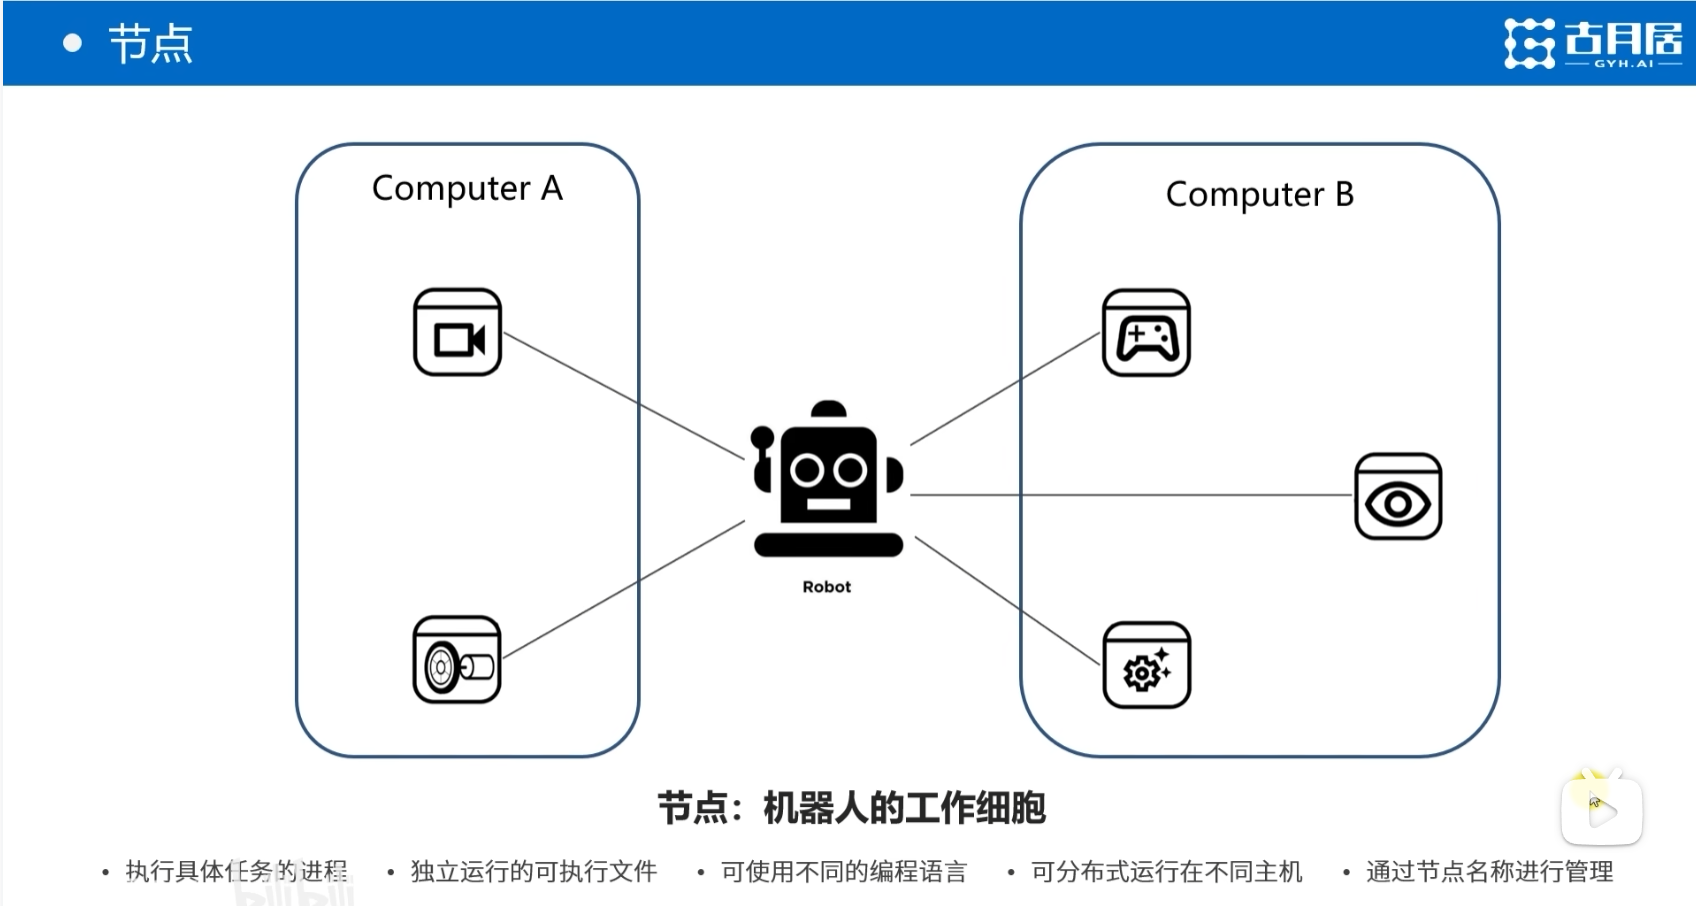 节点
古月居
GYH.AI
Computer A
Computer B
Robot
节点：机器人的工作细胞
• 执行具体任务的进程 • 独立运行的可执行文件 • 可使用不同的编程语言 • 可分布式运行在不同主机 • 通过节点名称进行管理
bilibili